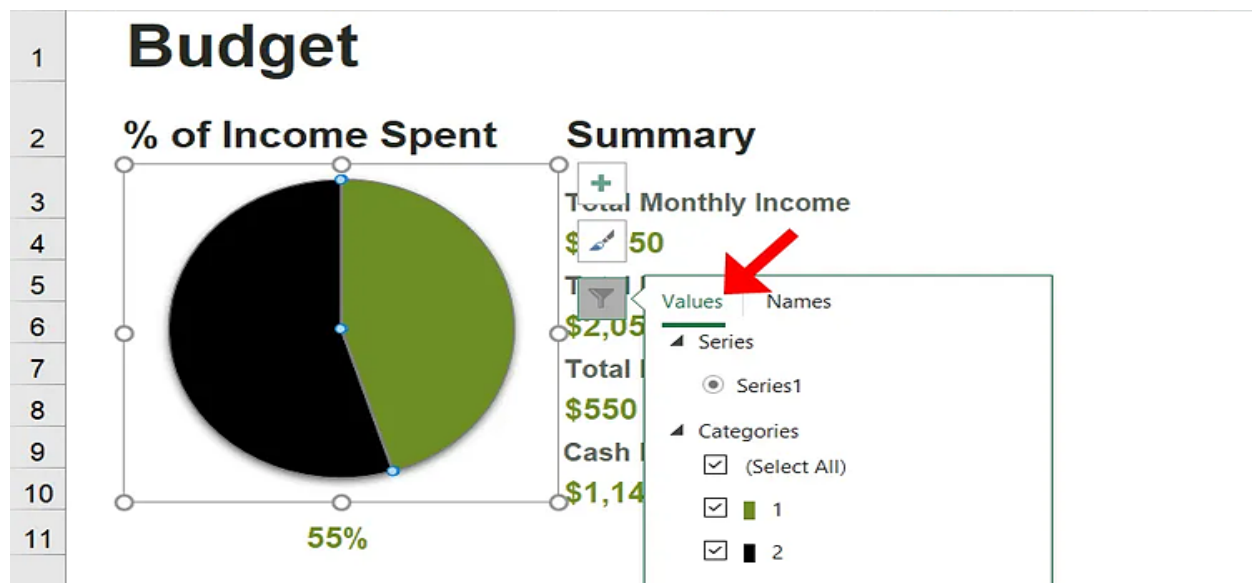 1
Budget
2
% of Income Spent
Summary
3
Total Monthly Income
4
$ 50
5
6
$2,05
7
Total
8
$550
9
Cash
10
$1,14
11
55%
Values
Names
Series
Series1
Categories
(Select All)
1
2